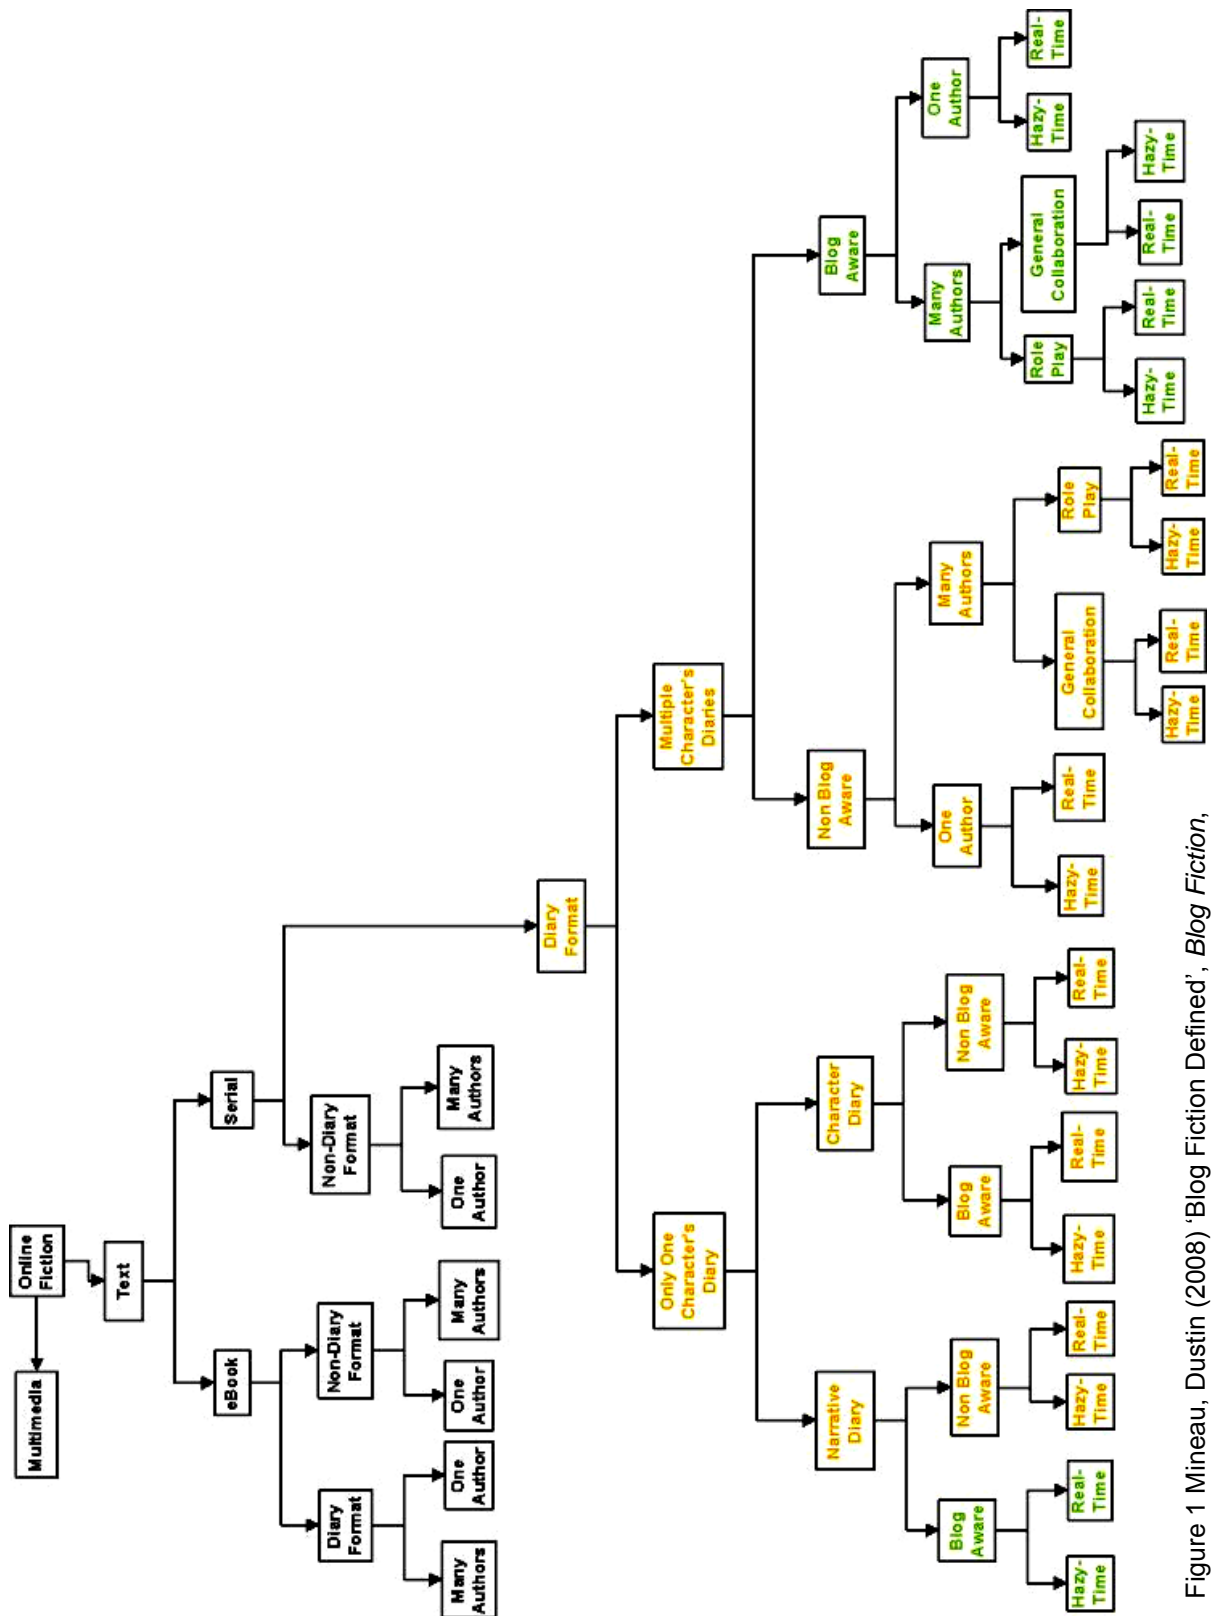 Multimedia
Online
Fiction
Text
eBook
Serial
Diary
Format
Non-Diary
Format
Non-Diary
Format
Many
Authors
One
Author
One
Author
Many
Authors
One
Author
Many
Authors
Diary
Format
Only One
Character's
Diary
Multiple
Character's
Diaries
Narrative
Diary
Character
Diary
Non Blog
Aware
Blog
Aware
Blog
Aware
Non Blog
Aware
Blog
Aware
Non Blog
Aware
One
Author
Many
Authors
Many
Authors
One
Author
Hazy-
Time
Real-
Time
Hazy-
Time
Real-
Time
Hazy-
Time
Real-
Time
Hazy-
Time
Real-
Time
Hazy-
Time
Real-
Time
General
Collaboration
Role
Play
Role
Play
General
Collaboration
Hazy-
Time
Real-
Time
Hazy-
Time
Real-
Time
Hazy-
Time
Real-
Time
Hazy-
Time
Real-
Time
Real-
Time
Hazy-
Time
Figure 1 Mineau, Dustin (2008) ‘Blog Fiction Defined’, Blog Fiction,